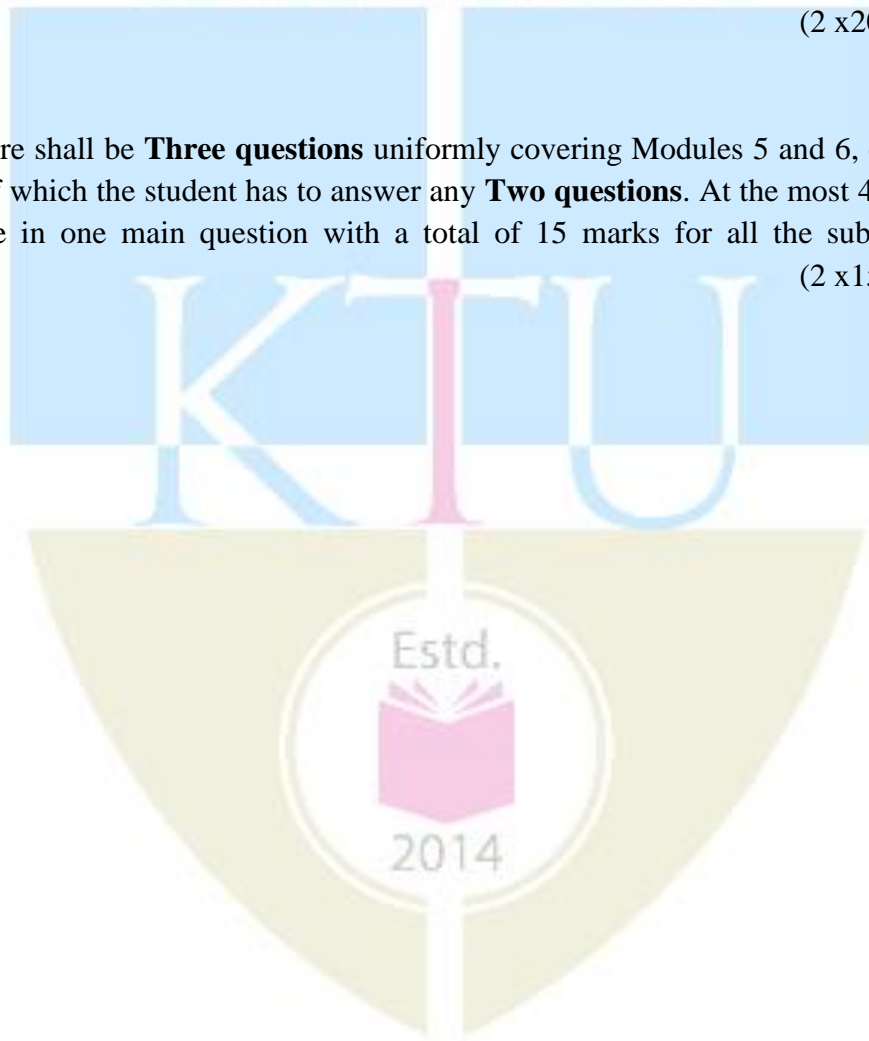 (2 x20
re shall be Three questions uniformly covering Modules 5 and 6,
f which the student has to answer any Two questions. At the most 4
e in one main question with a total of 15 marks for all the sub
(2 x15
KTU
Estd.
2014